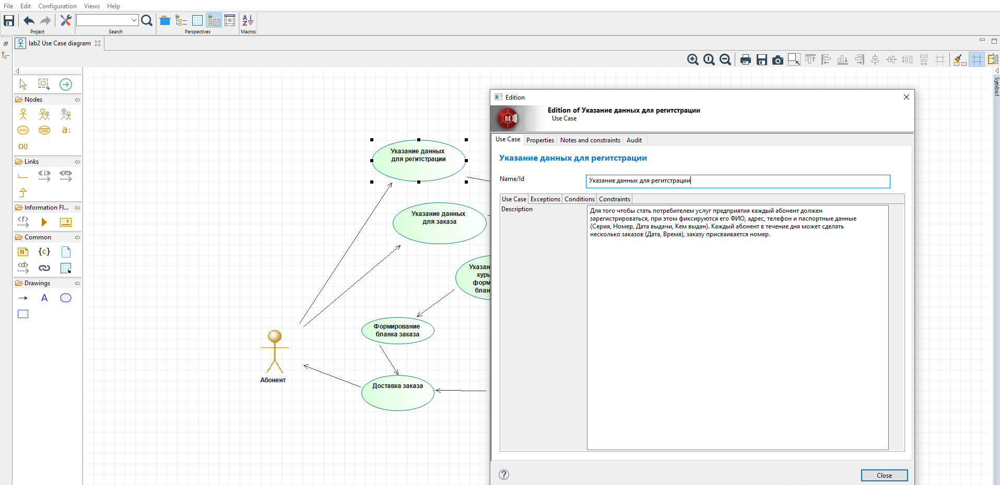 File Edit Configuration Views Help
Project Search Perspectives Macros
lab2 Use Case diagram
Symbol
Nodes
a:
O()
Links
«i» «e»
Information Fl...
<f>
Common
N {c}
<d>
Drawings
A
Указание данных
для регитстрации
Указание данных
для заказа
Указан
курь
форм
блан
Формирование
бланка заказа
Доставка заказа
Абонент
Edition
Edition of Указание данных для регитстрации
Use Case
Use Case Properties Notes and constraints Audit
Указание данных для регитстрации
Name/Id Указание данных для регитстрации
Use Case Exceptions Conditions Constraints
Description
Для того чтобы стать потребителем услуг предприятия каждый абонент должен
зарегистрироваться, при этом фиксируются его ФИО, адрес, телефон и паспортные данные
(Серия, Номер, Дата выдачи, Кем выдан). Каждый абонент в течение дня может сделать
несколько заказов (Дата, Время), заказу присваивается номер.
? Close